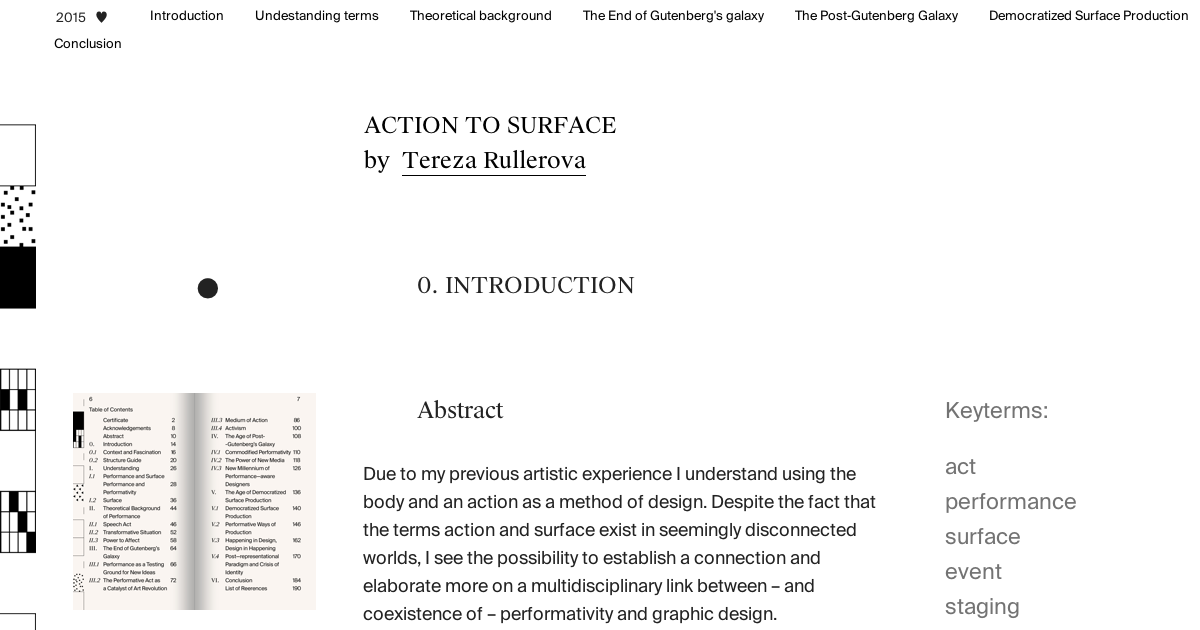 2015 ♥ Introduction Undestanding terms Theoretical background The End of Gutenberg's galaxy The Post-Gutenberg Galaxy Democratized Surface Production
Conclusion
ACTION TO SURFACE
by Tereza Rullerova
0. INTRODUCTION
6
Table of Contents
Certificate 2
Acknowledgements 8
Abstract 10
0. Introduction 14
0.1 Context and Fascination 16
0.2 Structure Guide 20
I. Understanding 26
I.1 Performance and Surface
Performance and 28
Performativity
I.2 Surface 36
II. Theoretical Background 44
of Performance
II.1 Speech Act 46
II.2 Transformative Situation 52
II.3 Power to Affect 58
III. The End of Gutenberg's 64
Galaxy
III.1 Performance as a Testing 66
Ground for New Ideas
III.2 The Performative Act as 72
a Catalyst of Art Revolution
7
III.3 Medium of Action 86
III.4 Activism 100
IV. The Age of Post- 108
-Gutenberg's Galaxy
IV.1 Commodified Performativity 110
IV.2 The Power of New Media 118
IV.3 New Millennium of 126
Performance-aware
Designers
V. The Age of Democratized 136
Surface Production
V.1 Democratized Surface 140
Production
V.2 Performative Ways of 146
Production
V.3 Happening in Design, 162
Design in Happening
V.4 Post-representational 170
Paradigm and Crisis of
Identity
VI. Conclusion 184
List of Reerences 190
Abstract
Due to my previous artistic experience I understand using the
body and an action as a method of design. Despite the fact that
the terms action and surface exist in seemingly disconnected
worlds, I see the possibility to establish a connection and
elaborate more on a multidisciplinary link between – and
coexistence of – performativity and graphic design.
Keyterms:
act
performance
surface
event
staging